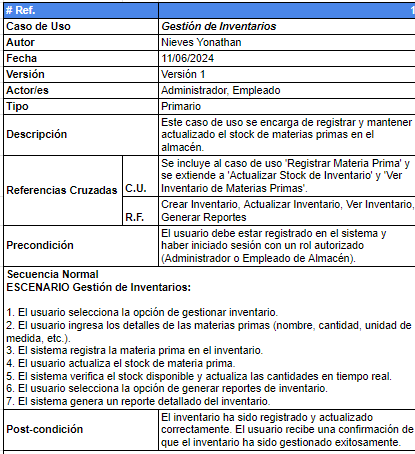 # Ref. 1
Caso de Uso Gestión de Inventarios
Autor Nieves Yonathan
Fecha 11/06/2024
Versión Versión 1
Actor/es Administrador, Empleado
Tipo Primario
Descripción
Este caso de uso se encarga de registrar y mantener
actualizado el stock de materias primas en el
almacén.
Referencias Cruzadas
C.U.
Se incluye al caso de uso 'Registrar Materia Prima' y
se extiende a 'Actualizar Stock de Inventario' y 'Ver
Inventario de Materias Primas'.
R.F.
Crear Inventario, Actualizar Inventario, Ver Inventario,
Generar Reportes
Precondición
El usuario debe estar registrado en el sistema y
haber iniciado sesión con un rol autorizado
(Administrador o Empleado de Almacén).
Secuencia Normal
ESCENARIO Gestión de Inventarios:
1. El usuario selecciona la opción de gestionar inventario.
2. El usuario ingresa los detalles de las materias primas (nombre, cantidad, unidad de
medida, etc.).
3. El sistema registra la materia prima en el inventario.
4. El usuario actualiza el stock de materia prima.
5. El sistema verifica el stock disponible y actualiza las cantidades en tiempo real.
6. El usuario selecciona la opción de generar reportes de inventario.
7. El sistema genera un reporte detallado del inventario.
Post-condición
El inventario ha sido registrado y actualizado
correctamente. El usuario recibe una confirmación de
que el inventario ha sido gestionado exitosamente.